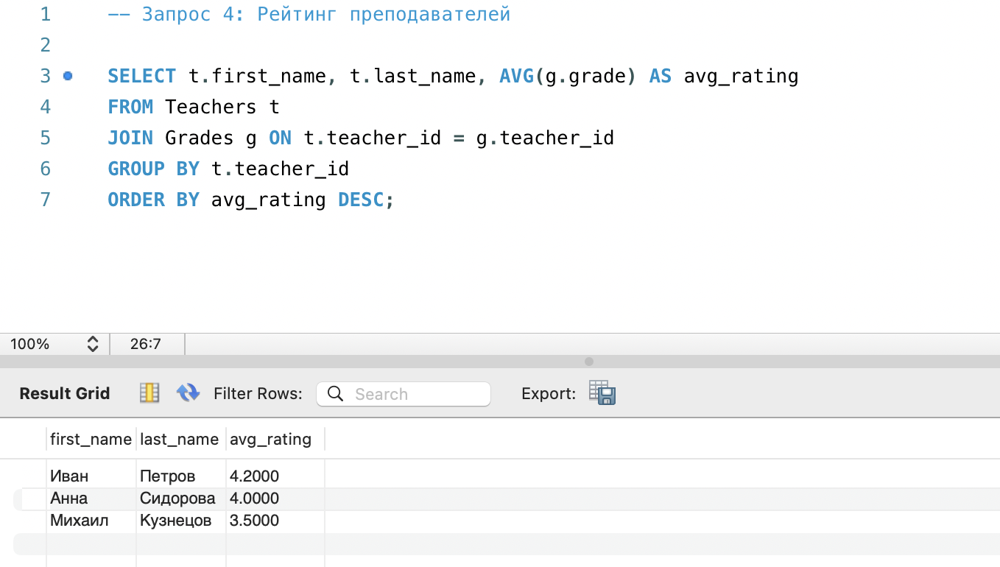 1 -- Запрос 4: Рейтинг преподавателей
2
3 SELECT t.first_name, t.last_name, AVG(g.grade) AS avg_rating
4 FROM Teachers t
5 JOIN Grades g ON t.teacher_id = g.teacher_id
6 GROUP BY t.teacher_id
7 ORDER BY avg_rating DESC;
100% 26:7
Result Grid Filter Rows: Search Export:
first_name last_name avg_rating
Иван Петров 4.2000
Анна Сидорова 4.0000
Михаил Кузнецов 3.5000